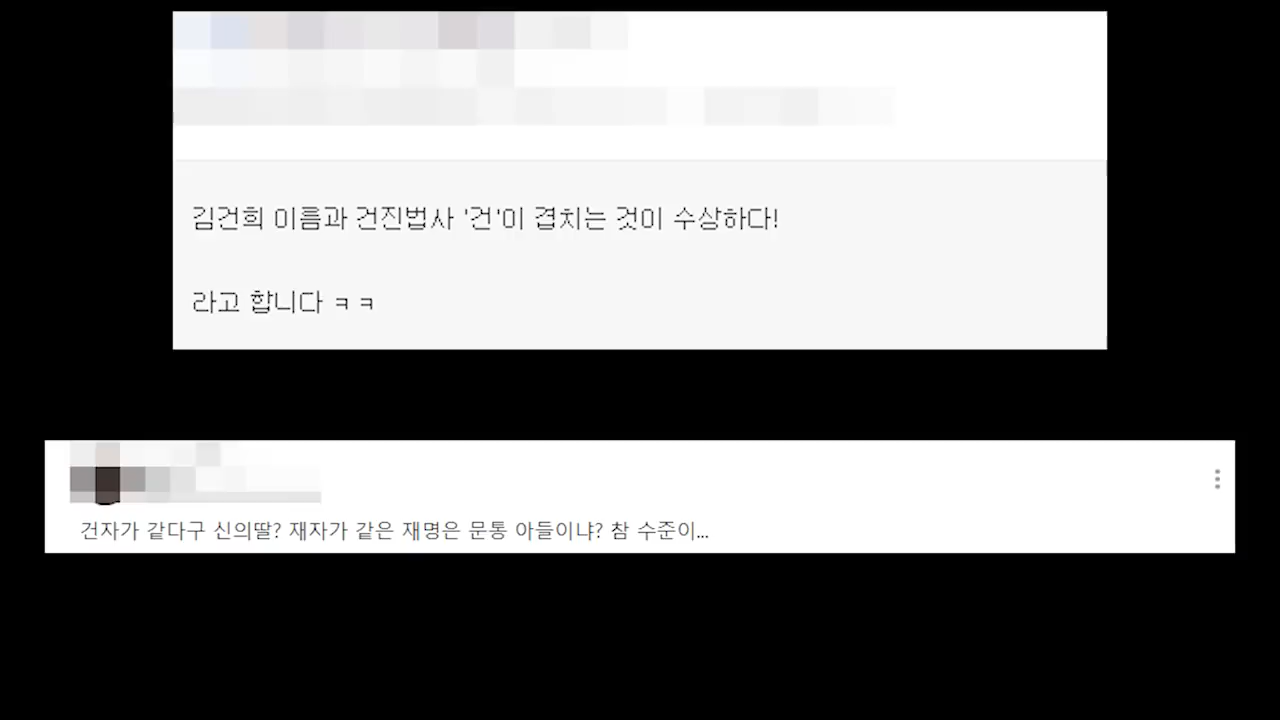 김건희 이름과 건진법사 '건'이 겹치는 것이 수상하다!
라고 합니다 ㅋㅋ
건자가 같다구 신의딸? 재자가 같은 재명은 문통 아들이냐? 참 수준이...